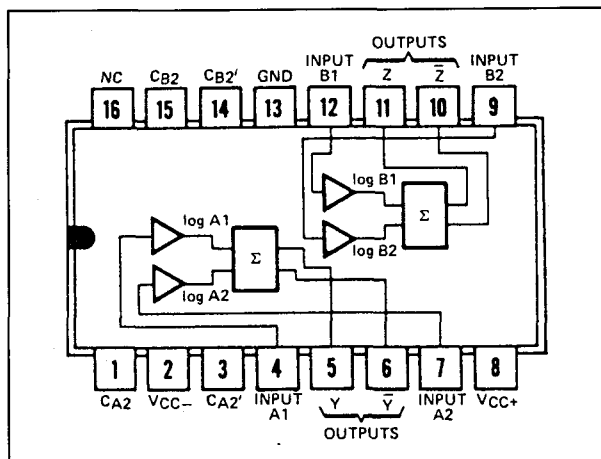 OUTPUTS
NC CB2 CB2' GND INPUT B1 Z Z̅ INPUT B2
16 15 14 13 12 11 10 9
log B1
log B2
Σ
log A1
log A2
Σ
1 2 3 4 5 6 7 8
CA2 VCC– CA2' INPUT A1 Y Y̅ INPUT A2 VCC+
OUTPUTS